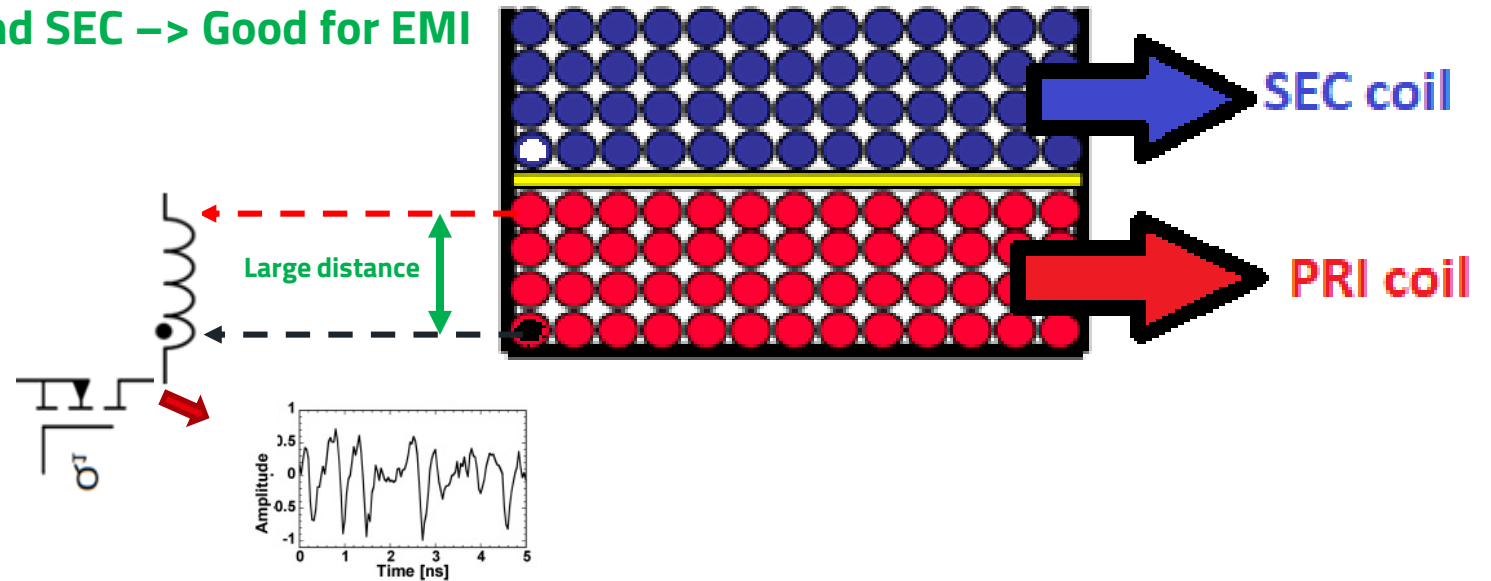 nd SEC –> Good for EMI
SEC coil
Large distance
PRI coil
Amplitude
1
0.5
0
-0.5
-1
0 1 2 3 4 5
Time [ns]